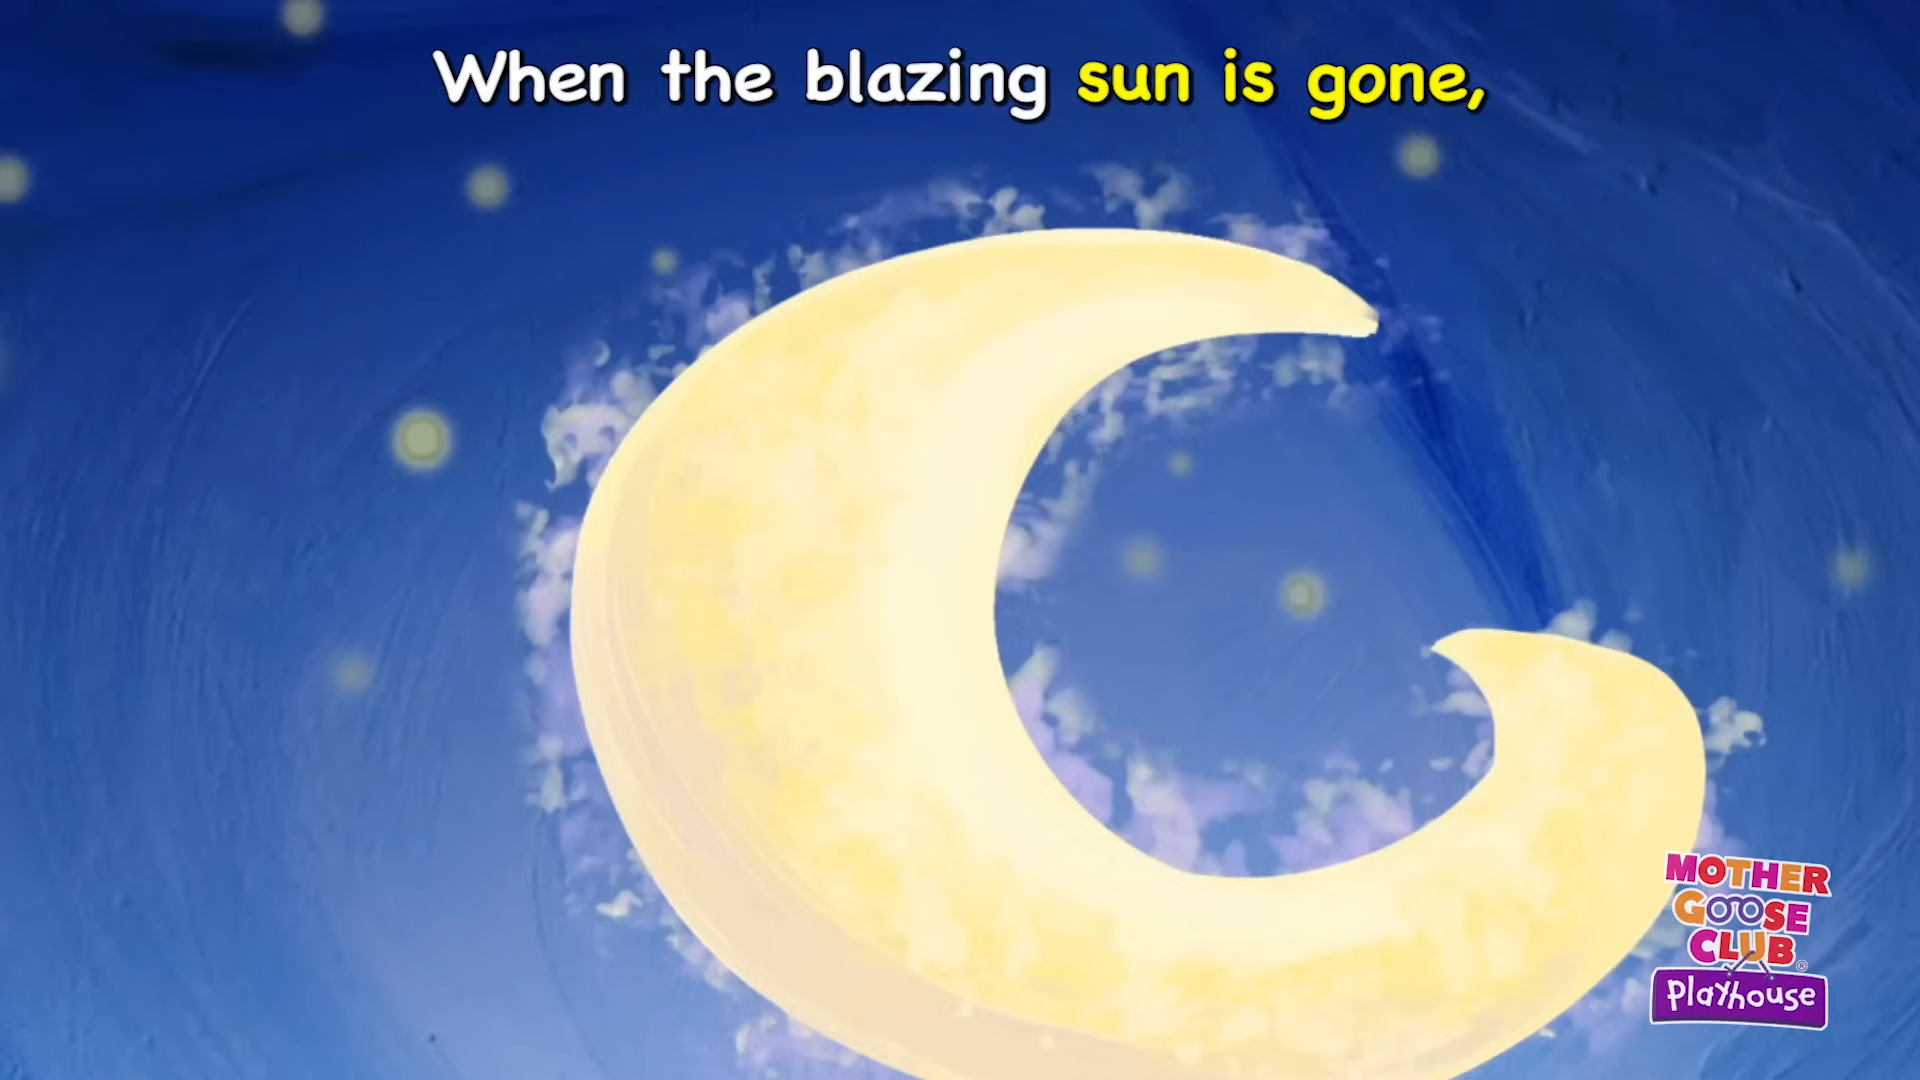 When the blazing sun is gone,
MOTHER
GOOSE
CLUB®
Playhouse